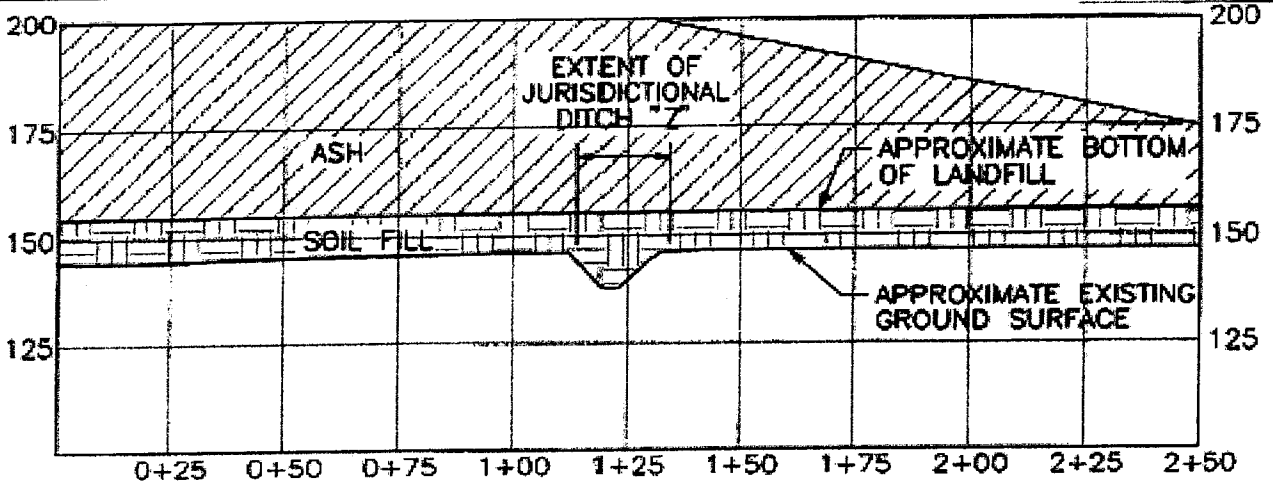 200
200
EXTENT OF
JURISDICTIONAL
DITCH "Z"
175
175
ASH
APPROXIMATE BOTTOM
OF LANDFILL
150
SOIL FILL
150
APPROXIMATE EXISTING
GROUND SURFACE
125
125
0+25 0+50 0+75 1+00 1+25 1+50 1+75 2+00 2+25 2+50